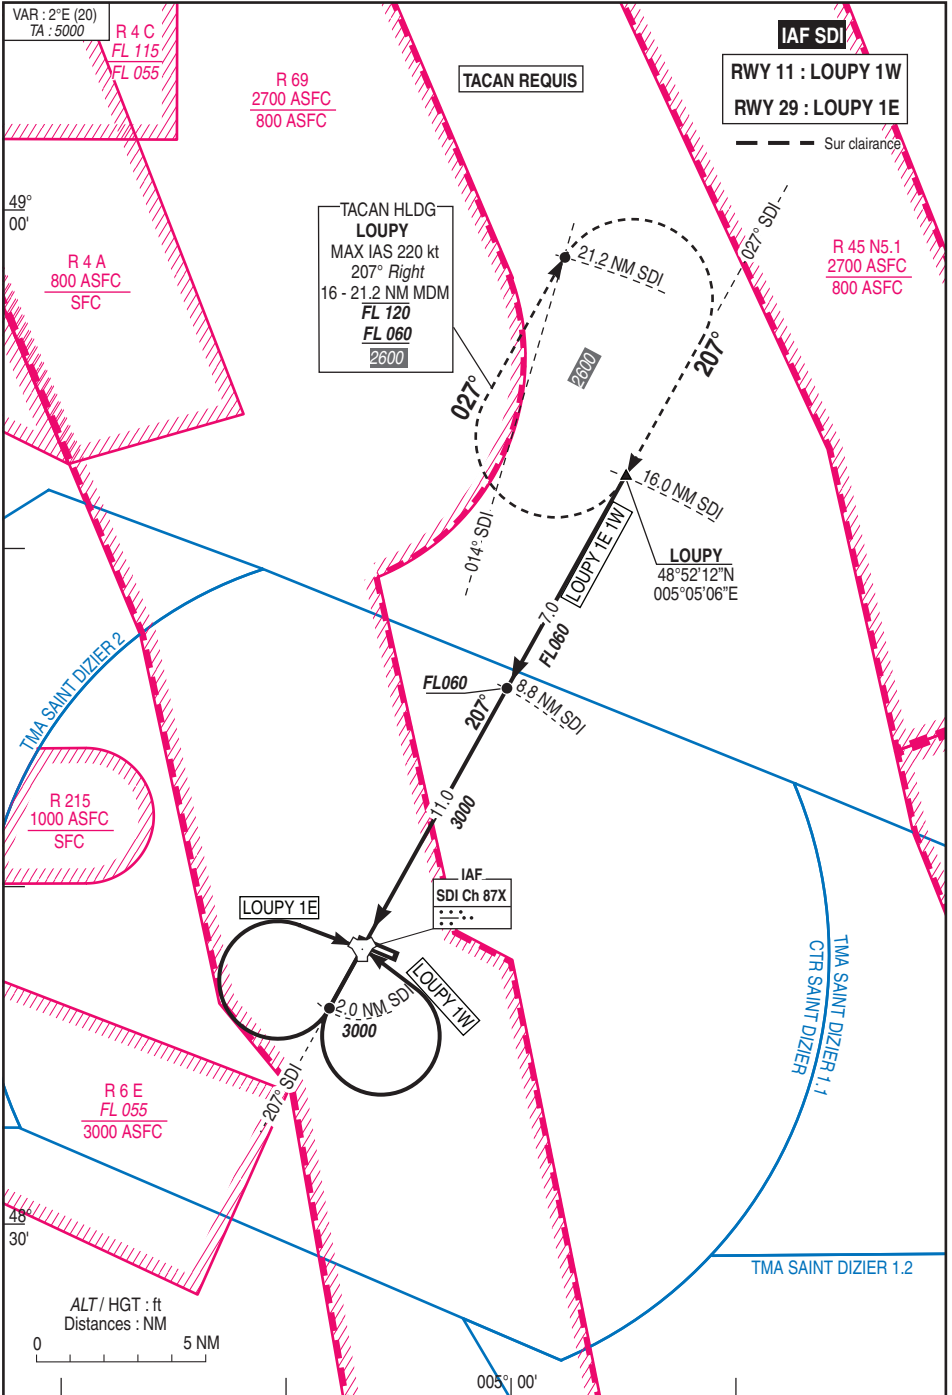 VAR : 2°E (20)
TA : 5000
R 4 C
FL 115
FL 055
R 69
2700 ASFC
800 ASFC
TACAN REQUIS
IAF SDI
RWY 11 : LOUPY 1W
RWY 29 : LOUPY 1E
Sur clairance
49°
00'
R 4 A
800 ASFC
SFC
TACAN HLDG
LOUPY
MAX IAS 220 kt
207° Right
16 - 21.2 NM MDM
FL 120
FL 060
2600
21.2 NM SDI
027° SDI
R 45 N5.1
2700 ASFC
800 ASFC
2600
207°
027°
16.0 NM SDI
014° SDI
LOUPY 1E 1W
LOUPY
48°52'12"N
005°05'06"E
7.0
FL060
TMA SAINT DIZIER 2
FL060
8.8 NM SDI
207°
R 215
1000 ASFC
SFC
11.0
3000
IAF
SDI Ch 87X
LOUPY 1E
LOUPY 1W
2.0 NM SDI
3000
TMA SAINT DIZIER 1.1
CTR SAINT DIZIER
R 6 E
FL 055
3000 ASFC
207° SDI
48°
30'
TMA SAINT DIZIER 1.2
ALT / HGT : ft
Distances : NM
0 5 NM
005° 00'